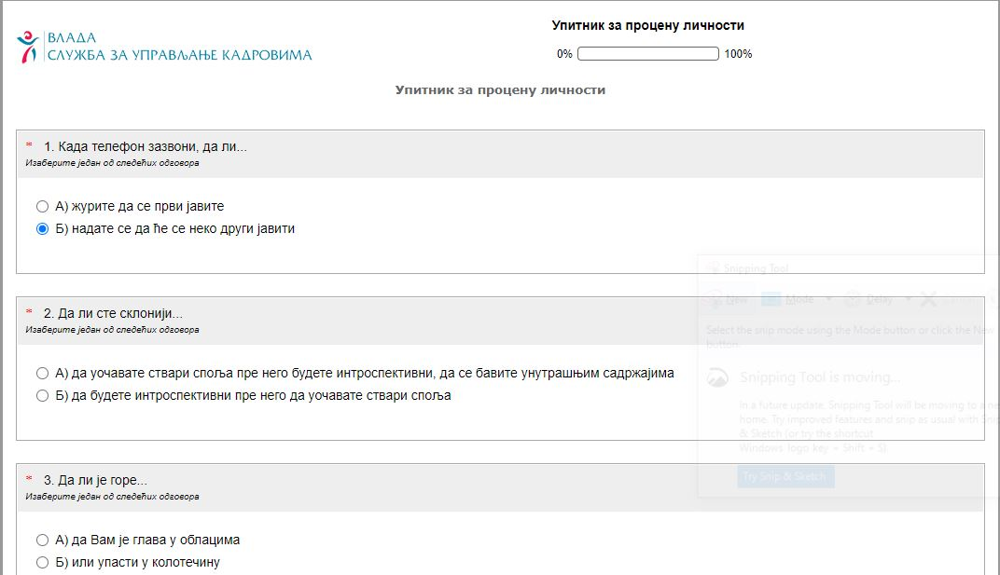 ВЛАДА
СЛУЖБА ЗА УПРАВЉАЊЕ КАДРОВИМА
Упитник за процену личности
0% 100%
Упитник за процену личности
* 1. Када телефон зазвони, да ли...
Изаберите један од следећих одговора
А) журите да се први јавите
Б) надате се да ће се неко други јавити
Snipping Tool
New Mode Delay
* 2. Да ли сте склонији...
Изаберите један од следећих одговора
Select the snip mode using the Mode button or click the New
button.
А) да уочавате ствари споља пре него будете интроспективни, да се бавите унутрашњим садржајима
Б) да будете интроспективни пре него да уочавате ствари споља
Snipping Tool is moving...
In a future update, Snipping Tool will be moving to a
home. Try improved features and snip as usual with
& Sketch (or try the shortcut
Windows logo key + Shift + S).
Try Snip & Sketch
* 3. Да ли је горе...
Изаберите један од следећих одговора
А) да Вам је глава у облацима
Б) или упасти у колотечину